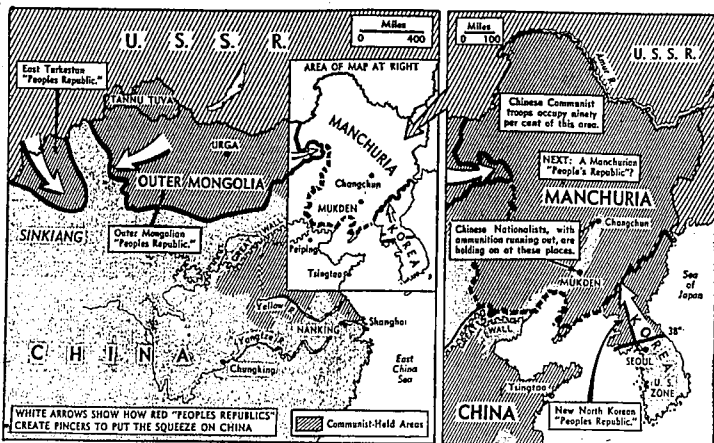 U. S. S. R.
Miles
0 400
East Turkestan
"Peoples Republic."
TANNU TUVA
URGA
OUTER MONGOLIA
Outer Mongolian
"Peoples Republic."
SINKIANG
GREAT WALL
Yellow R.
NANKING
Shanghai
Yangtze R.
Chungking
CHINA
East
China
Sea
WHITE ARROWS SHOW HOW RED "PEOPLES REPUBLICS"
CREATE PINCERS TO PUT THE SQUEEZE ON CHINA
Communist-Held Areas
AREA OF MAP AT RIGHT
MANCHURIA
Changchun
MUKDEN
Peiping
KOREA
Tsingtao
Miles
0 100
U. S. S. R.
Amur R.
Chinese Communist
troops occupy ninety
per cent of this area.
NEXT: A Manchurian
"People's Republic"?
MANCHURIA
Changchun
Chinese Nationalists, with
ammunition running out, are
holding on at these places.
MUKDEN
Sea
of
Japan
WALL
KOREA
38°
SEOUL
U. S.
ZONE
Tsingtao
CHINA
New North Korean
"Peoples Republic."